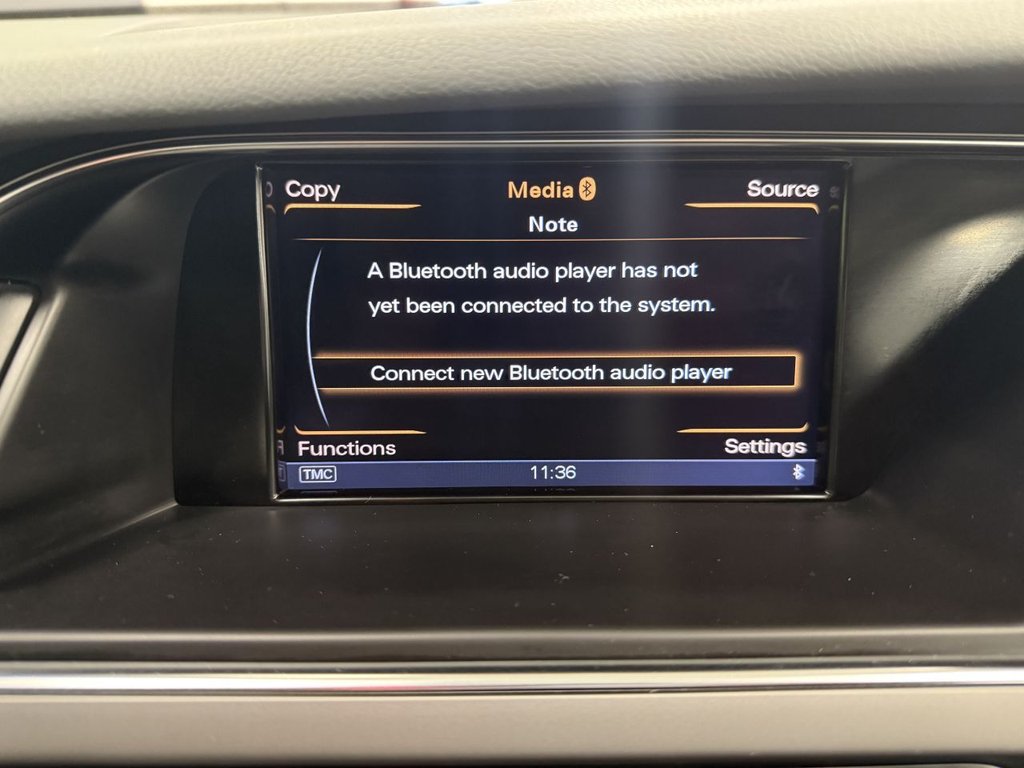 Copy
Media
Source
Note
A Bluetooth audio player has not
yet been connected to the system.
Connect new Bluetooth audio player
Functions
Settings
TMC
11:36